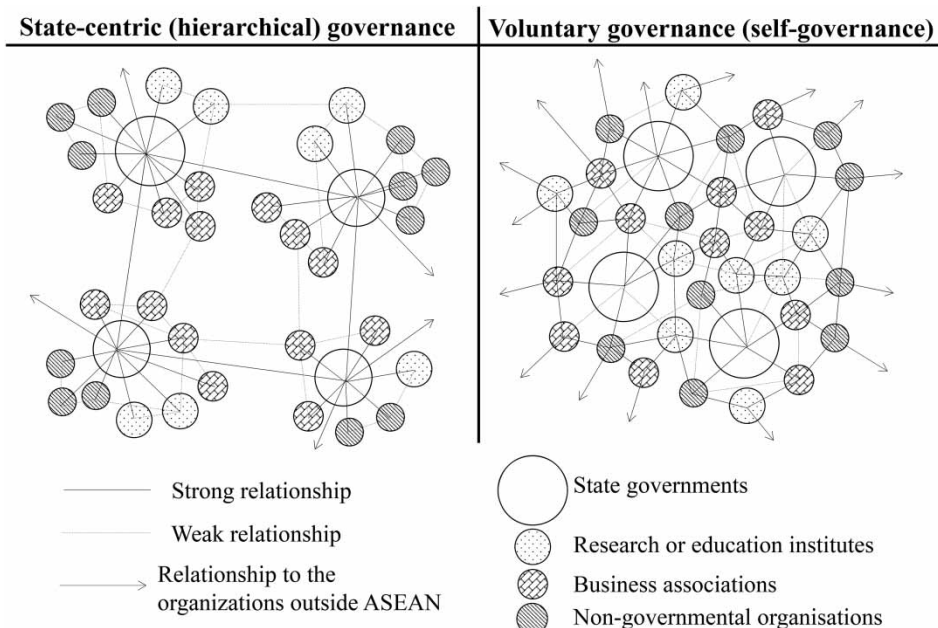 State-centric (hierarchical) governance
Voluntary governance (self-governance)
Strong relationship
Weak relationship
Relationship to the
organizations outside ASEAN
State governments
Research or education institutes
Business associations
Non-governmental organisations